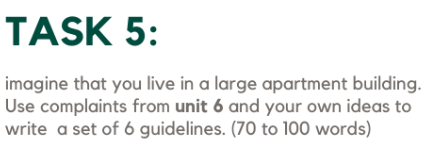 TASK 5:
imagine that you live in a large apartment building.
Use complaints from unit 6 and your own ideas to
write a set of 6 guidelines. (70 to 100 words)